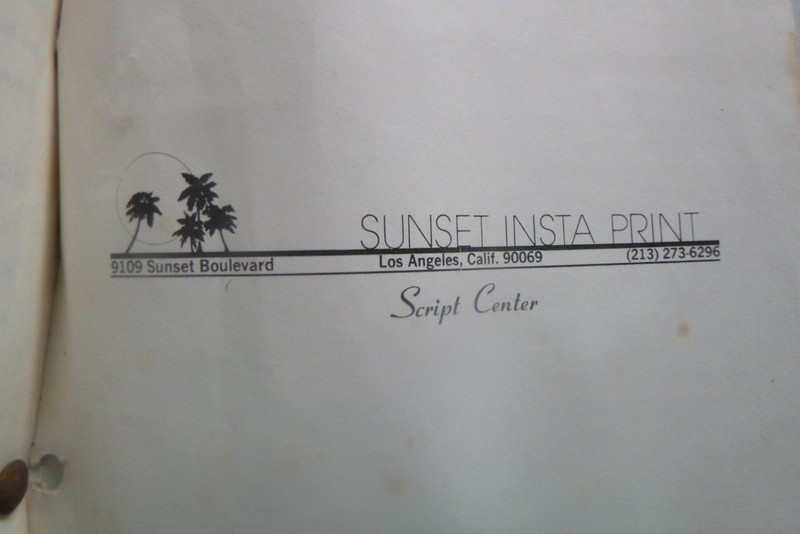 SUNSET INSTA PRINT
9109 Sunset Boulevard Los Angeles, Calif. 90069 (213) 273-6296
Script Center